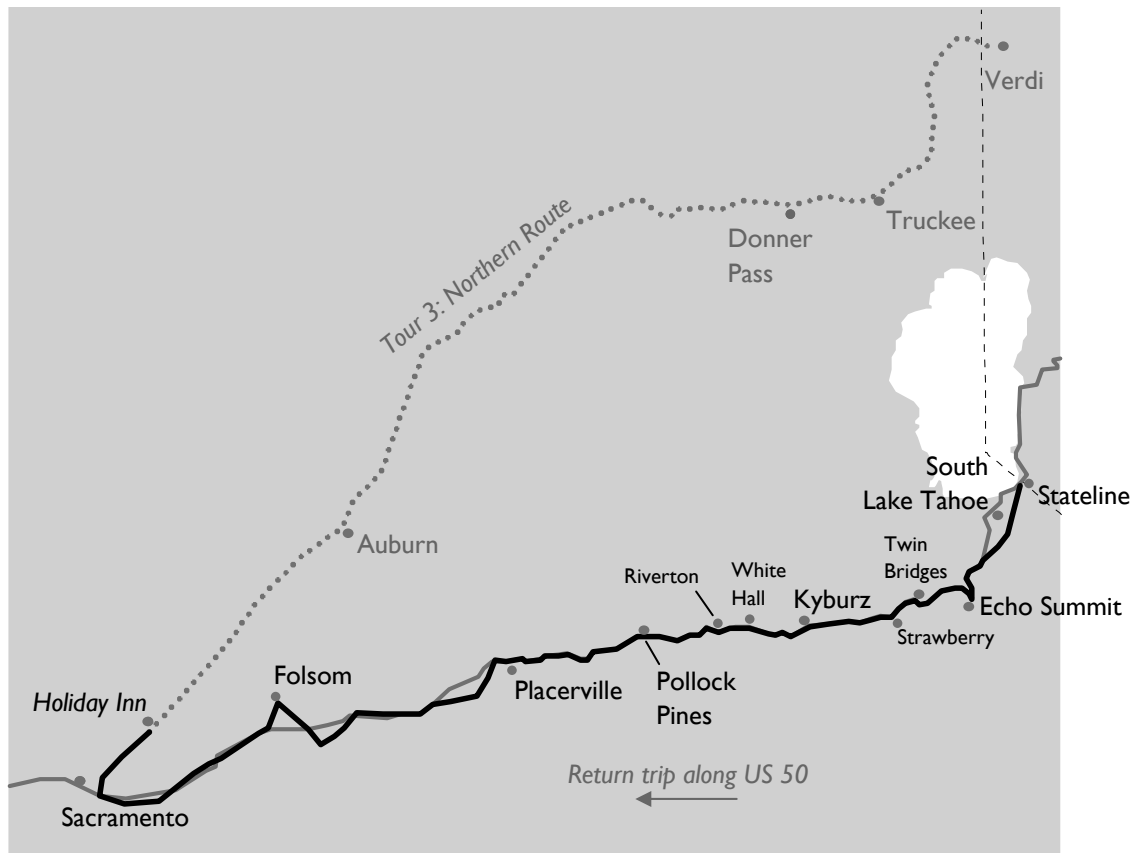 Verdi
Truckee
Donner
Pass
Tour 3: Northern Route
South
Lake Tahoe
Stateline
Auburn
Twin
Bridges
White
Hall
Riverton
Kyburz
Echo Summit
Strawberry
Folsom
Placerville
Pollock
Pines
Holiday Inn
Return trip along US 50
Sacramento